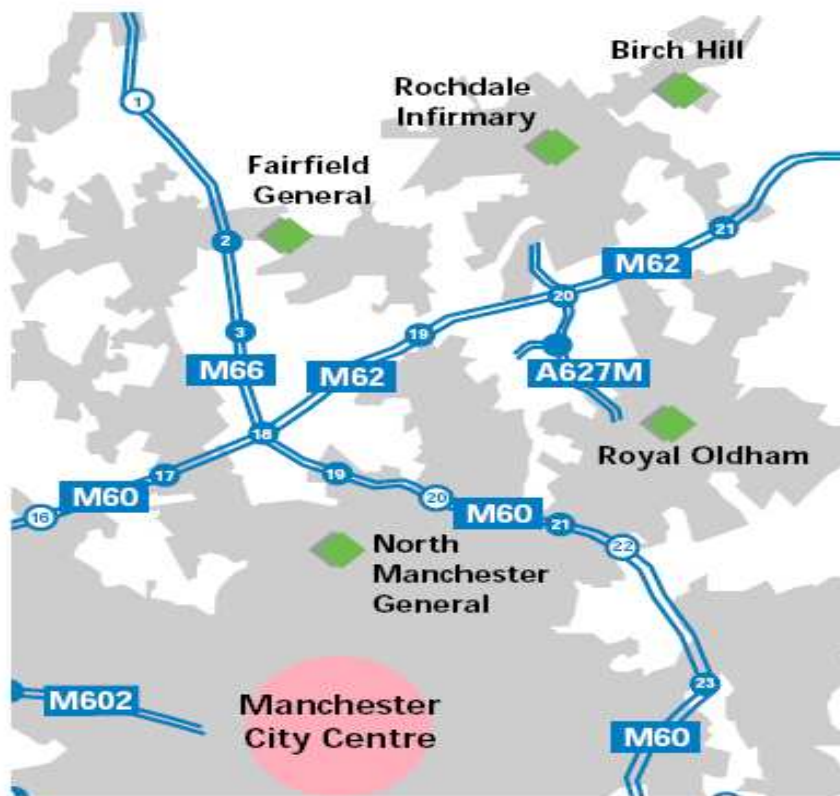 Birch Hill
Rochdale
Infirmary
1
Fairfield
General
2
21
M62
20
3
19
M66
M62
A627M
18
Royal Oldham
17
19
M60
20
16
M60
21
22
North
Manchester
General
23
M602
Manchester
City Centre
M60